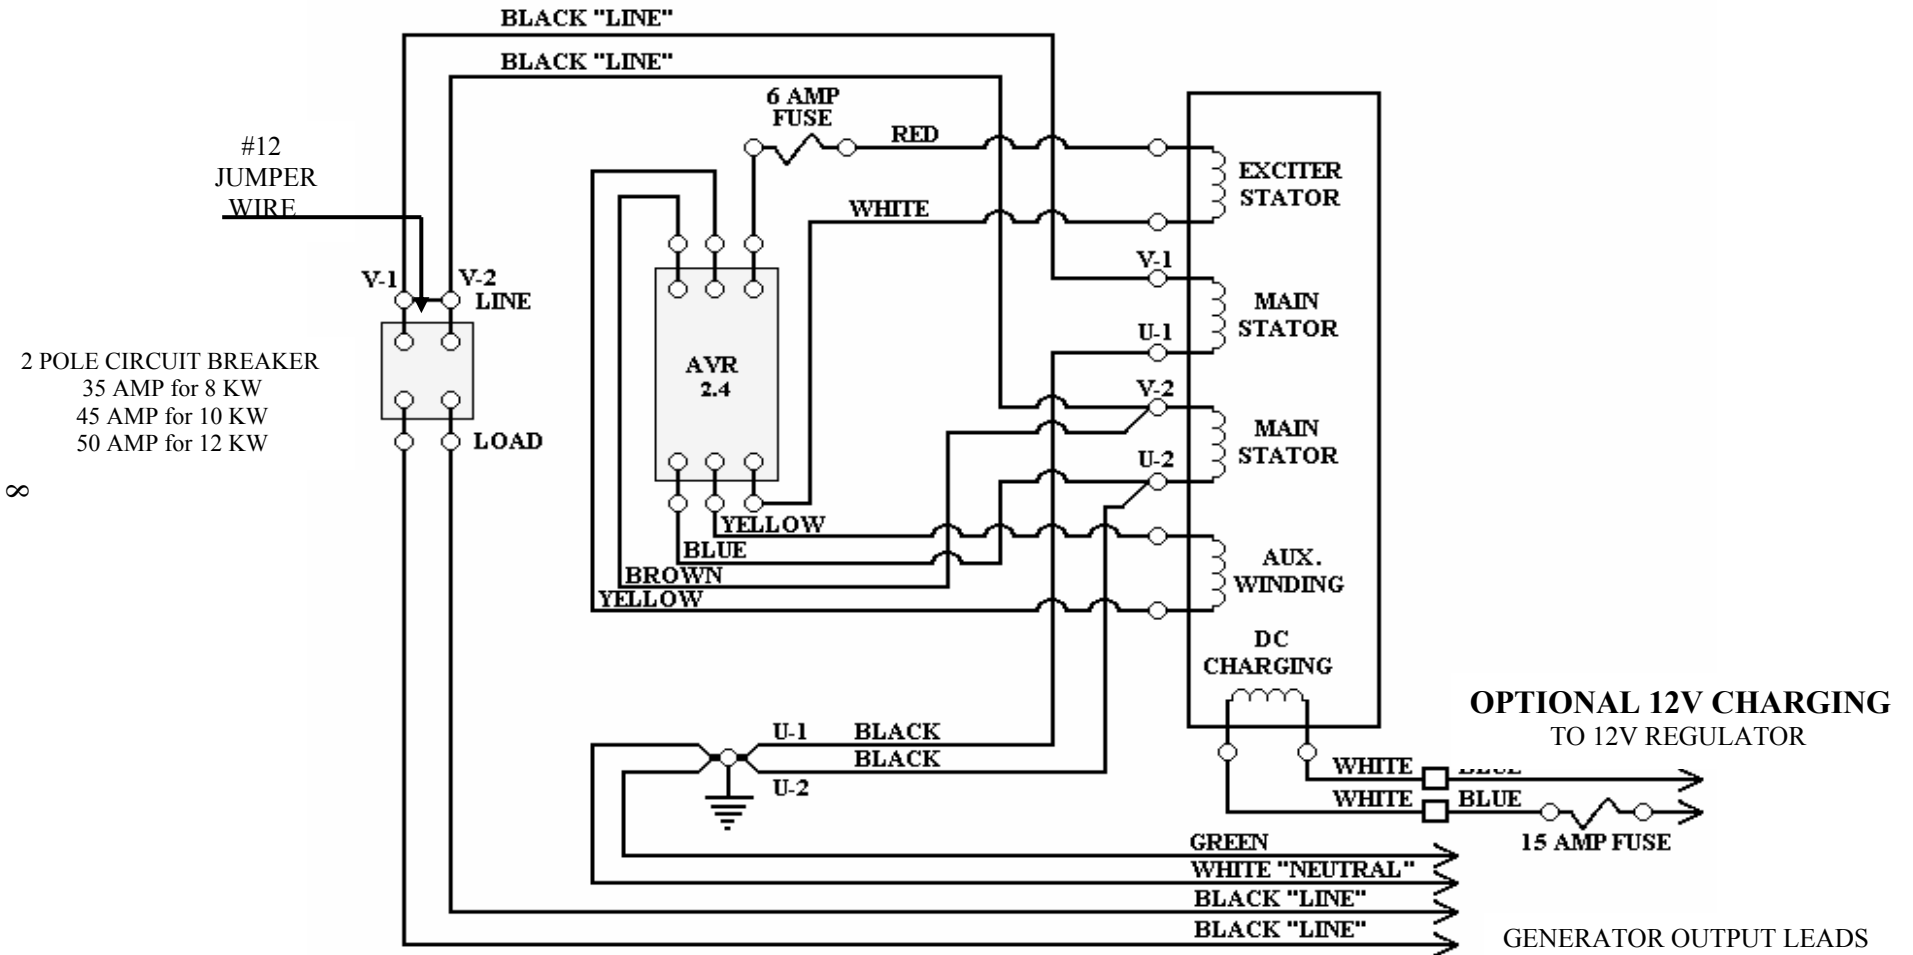 BLACK "LINE"
BLACK "LINE"
6 AMP
FUSE
RED
#12
JUMPER
WIRE
EXCITER
STATOR
WHITE
V-1
V-1
V-2
LINE
MAIN
STATOR
U-1
2 POLE CIRCUIT BREAKER
35 AMP for 8 KW
45 AMP for 10 KW
50 AMP for 12 KW
AVR
2.4
V-2
LOAD
MAIN
STATOR
U-2
8
YELLOW
BLUE
BROWN
YELLOW
AUX.
WINDING
DC
CHARGING
OPTIONAL 12V CHARGING
TO 12V REGULATOR
U-1
BLACK
BLACK
U-2
WHITE
BLUE
WHITE
BLUE
15 AMP FUSE
GREEN
WHITE "NEUTRAL"
BLACK "LINE"
BLACK "LINE"
GENERATOR OUTPUT LEADS